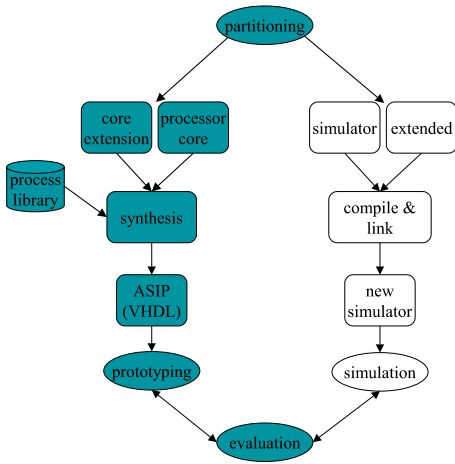 partitioning
core
extension
processor
core
simulator
extended
process
library
synthesis
compile &
link
ASIP
(VHDL)
new
simulator
prototyping
simulation
evaluation